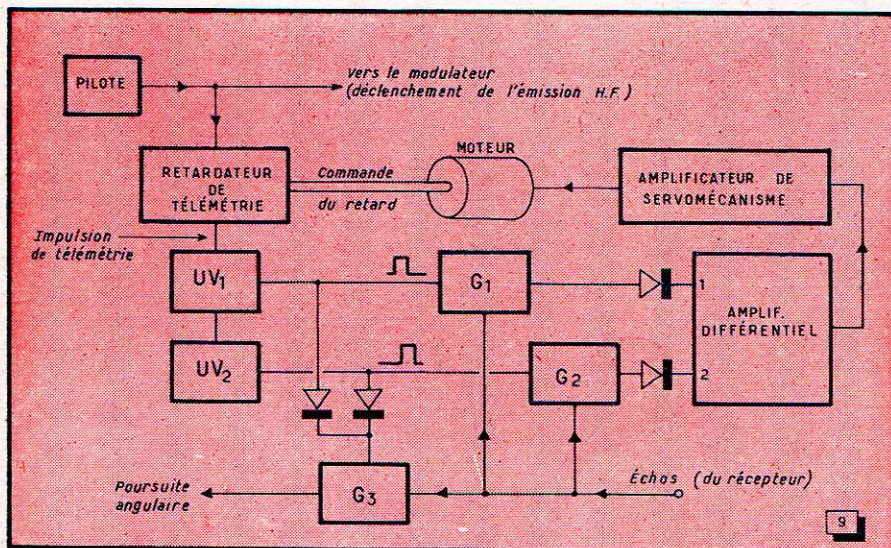 PILOTE
Vers le modulateur
(déclenchement de l'émission H.F.)
RETARDATEUR
DE
TÉLÉMÉTRIE
Commande
du retard
MOTEUR
AMPLIFICATEUR DE
SERVOMÉCANISME
Impulsion
de télémétrie
UV1
G1
1
AMPLIF.
DIFFÉRENTIEL
UV2
G2
2
Poursuite
angulaire
G3
Échos (du récepteur)
9